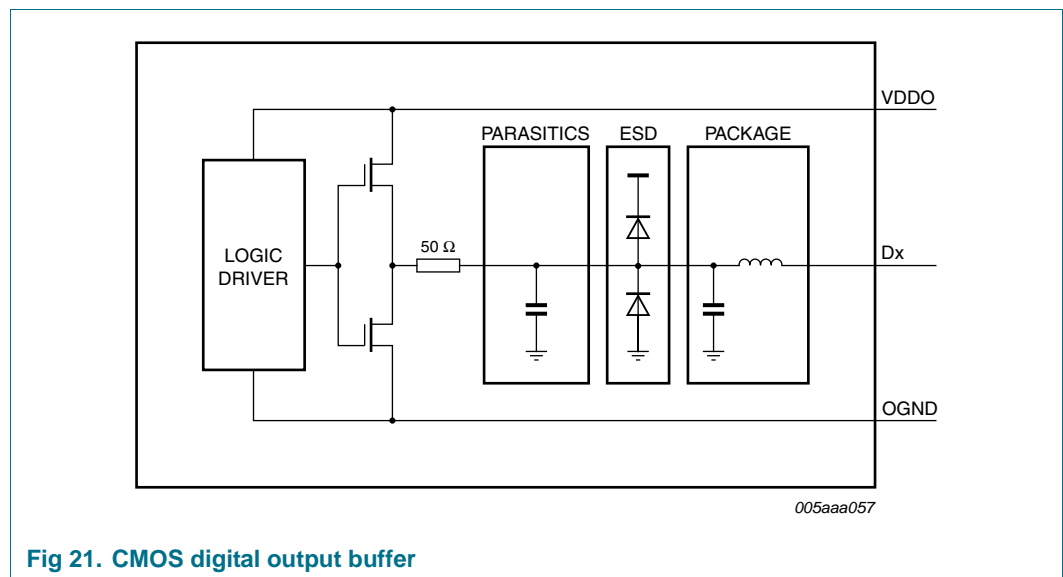 VDDO
PARASITICS ESD PACKAGE
50 Ω
LOGIC
DRIVER
Dx
OGND
005aaa057
Fig 21. CMOS digital output buffer